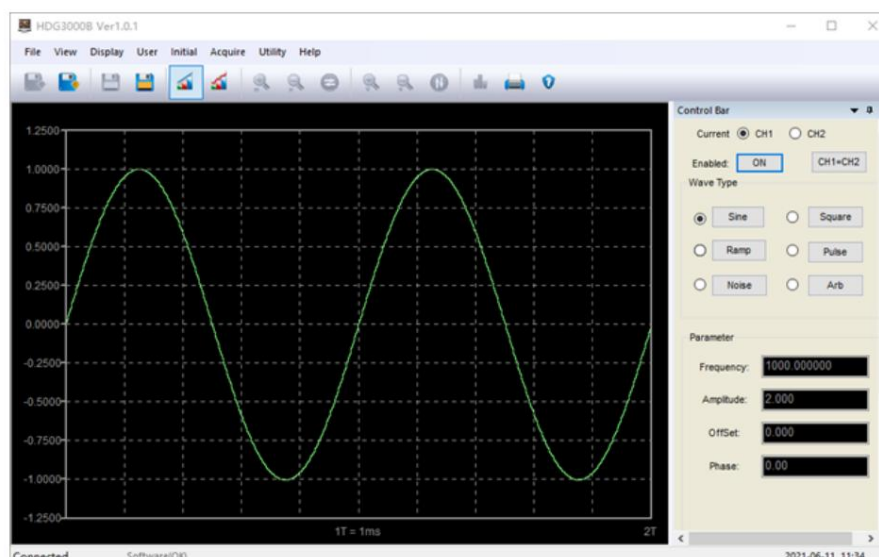 HDG3000B Ver1.0.1
File View Display User Initial Acquire Utility Help
Control Bar
Current CH1 CH2
Enabled: ON CH1=CH2
Wave Type
Sine Square
Ramp Pulse
Noise Arb
Parameter
Frequency: 1000.000000
Amplitude: 2.000
OffSet: 0.000
Phase: 0.00
1.2500
1.0000
0.7500
0.5000
0.2500
0.0000
-0.2500
-0.5000
-0.7500
-1.0000
-1.2500
1T = 1ms 2T
Connected Software(OK) 2021-06-11 11:34